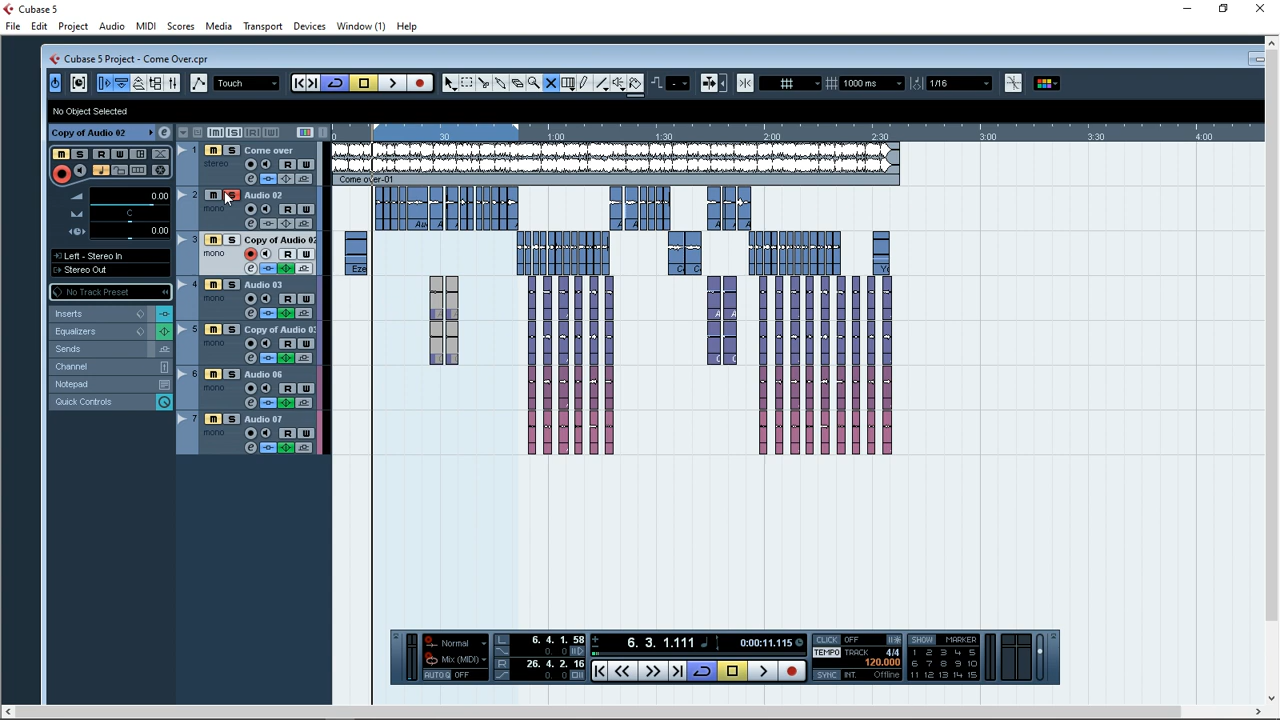 Cubase 5
File Edit Project Audio MIDI Scores Media Transport Devices Window (1) Help
Cubase 5 Project - Come Over.cpr
Touch 1000 ms 1/16
No Object Selected
Copy of Audio 02
0 30 1:00 1:30 2:00 2:30 3:00 3:30 4:00
1 m S Come over
stereo R W
Come over-01
0.00
C
0.00
2 m S Audio 02
mono R W
3 m S Copy of Audio 02
mono R W
Left - Stereo In
Stereo Out
No Track Preset
Inserts
Equalizers
Sends
Channel
Notepad
Quick Controls
4 m S Audio 03
mono R W
5 m S Copy of Audio 03
mono R W
6 m S Audio 06
mono R W
7 m S Audio 07
mono R W
Normal
Mix (MIDI)
AUTO Q OFF
L 6. 4. 1. 58
0. 0
R 26. 4. 2. 16
0. 0
6. 3. 1.111 0:00:11.115
CLICK OFF
TEMPO TRACK 4/4
120.000
SYNC INT. Offline
SHOW MARKER
1 2 3 4 5
6 7 8 9 10
11 12 13 14 15